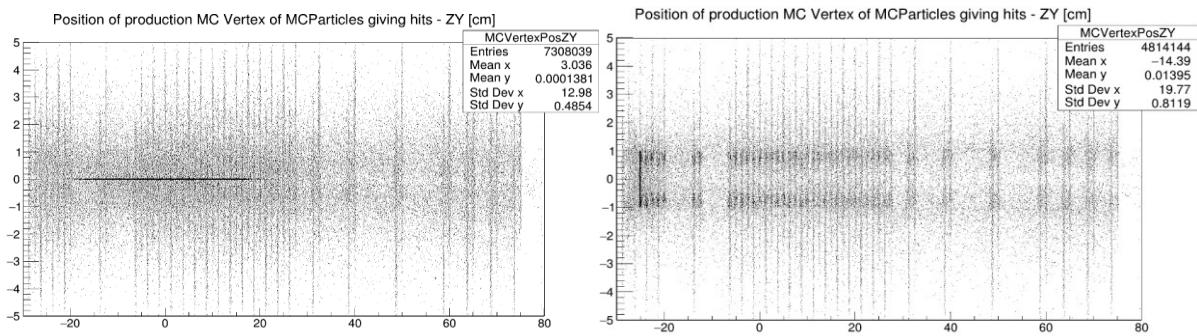 Position of production MC Vertex of MCParticles giving hits - ZY [cm]
MCVertexPosZY
Entries 7308039
Mean x 3.036
Mean y 0.0001381
Std Dev x 12.98
Std Dev y 0.4854
5
4
3
2
1
0
−1
−2
−3
−4
−5
−20 0 20 40 60 80
Position of production MC Vertex of MCParticles giving hits - ZY [cm]
MCVertexPosZY
Entries 4814144
Mean x −14.39
Mean y 0.01395
Std Dev x 19.77
Std Dev y 0.8119
5
4
3
2
1
0
−1
−2
−3
−4
−5
−20 0 20 40 60 80